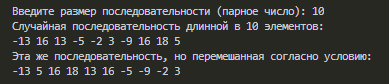 Введите размер последовательности (парное число): 10
Случайная последовательность длинной в 10 элементов:
-13 16 13 -5 -2 3 -9 16 18 5
Эта же последовательность, но перемешанная согласно условию:
-13 5 16 18 13 16 -5 -9 -2 3